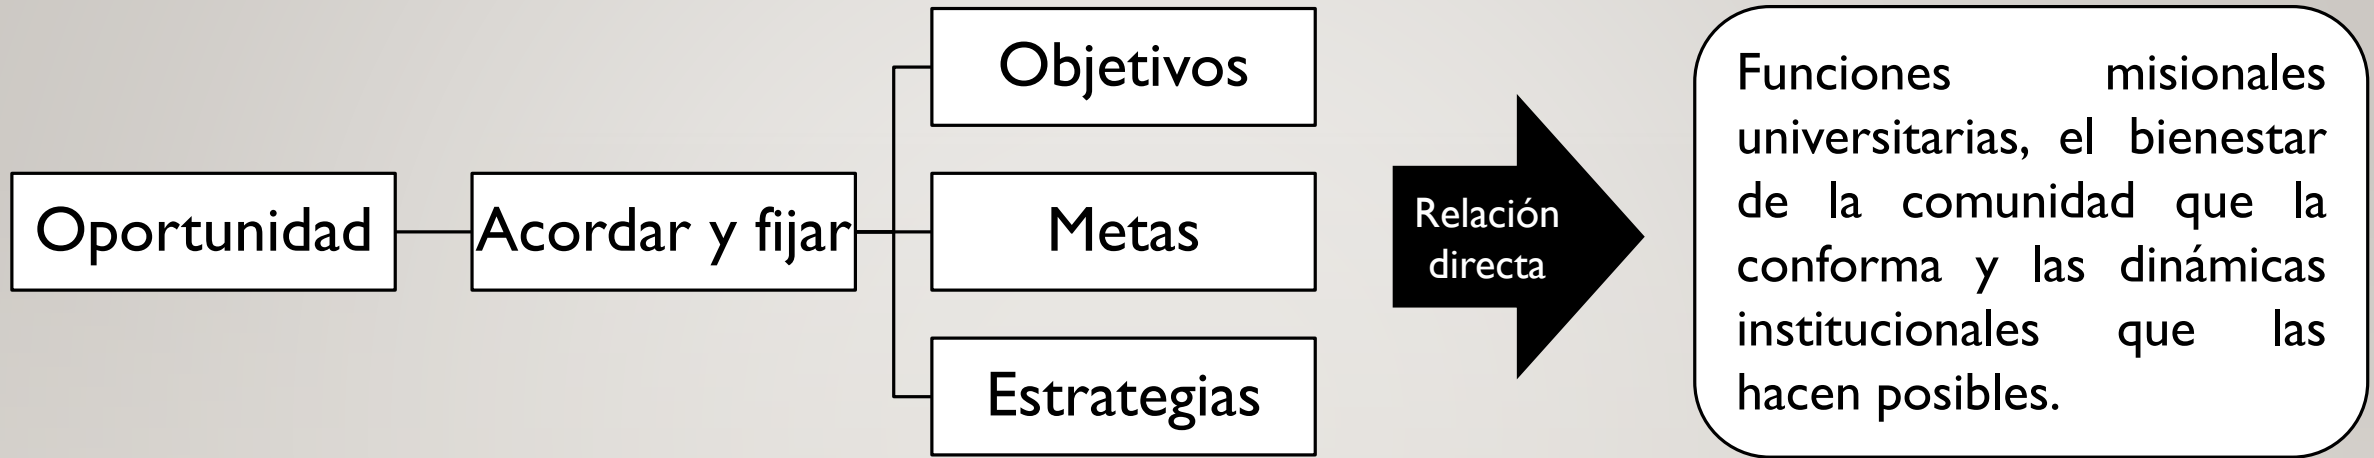 Oportunidad
Acordar y fijar
Objetivos
Metas
Estrategias
Relación
directa
Funciones misionales
universitarias, el bienestar
de la comunidad que la
conforma y las dinámicas
institucionales que las
hacen posibles.